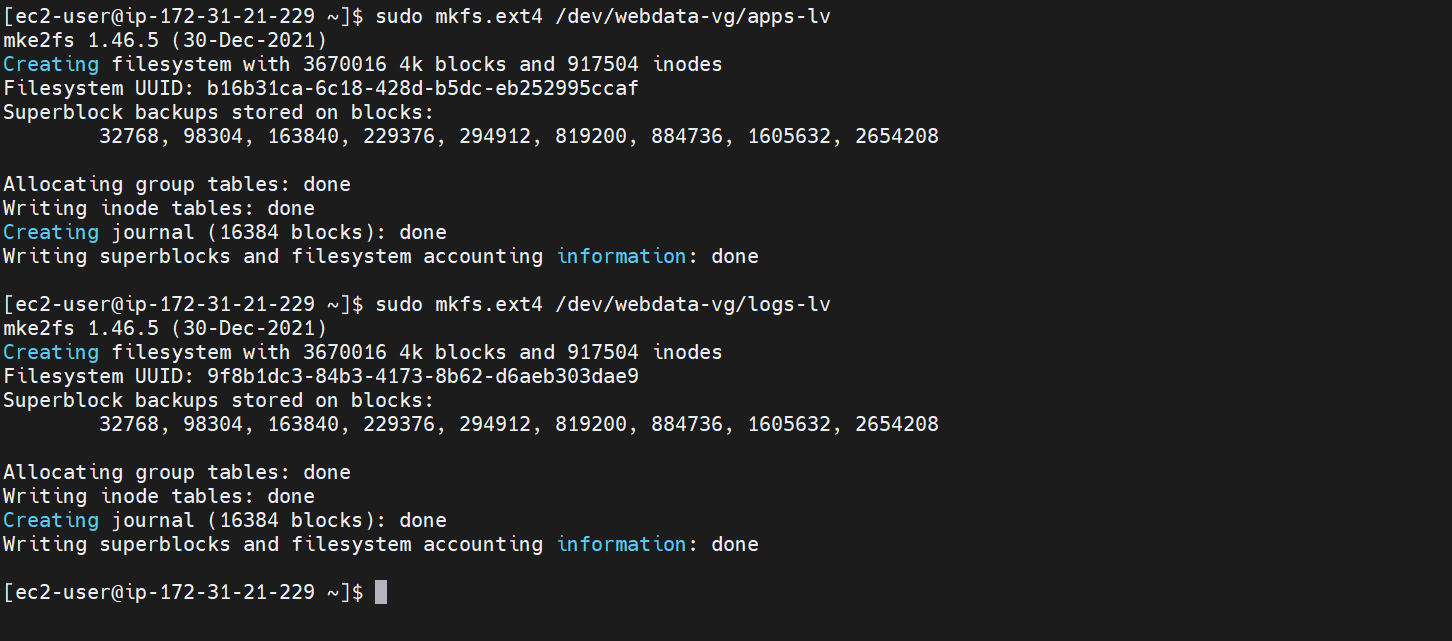 [ec2-user@ip-172-31-21-229 ~]$ sudo mkfs.ext4 /dev/webdata-vg/apps-lv
mke2fs 1.46.5 (30-Dec-2021)
Creating filesystem with 3670016 4k blocks and 917504 inodes
Filesystem UUID: b16b31ca-6c18-428d-b5dc-eb252995ccaf
Superblock backups stored on blocks:
        32768, 98304, 163840, 229376, 294912, 819200, 884736, 1605632, 2654208

Allocating group tables: done
Writing inode tables: done
Creating journal (16384 blocks): done
Writing superblocks and filesystem accounting information: done

[ec2-user@ip-172-31-21-229 ~]$ sudo mkfs.ext4 /dev/webdata-vg/logs-lv
mke2fs 1.46.5 (30-Dec-2021)
Creating filesystem with 3670016 4k blocks and 917504 inodes
Filesystem UUID: 9f8b1dc3-84b3-4173-8b62-d6aeb303dae9
Superblock backups stored on blocks:
        32768, 98304, 163840, 229376, 294912, 819200, 884736, 1605632, 2654208

Allocating group tables: done
Writing inode tables: done
Creating journal (16384 blocks): done
Writing superblocks and filesystem accounting information: done

[ec2-user@ip-172-31-21-229 ~]$